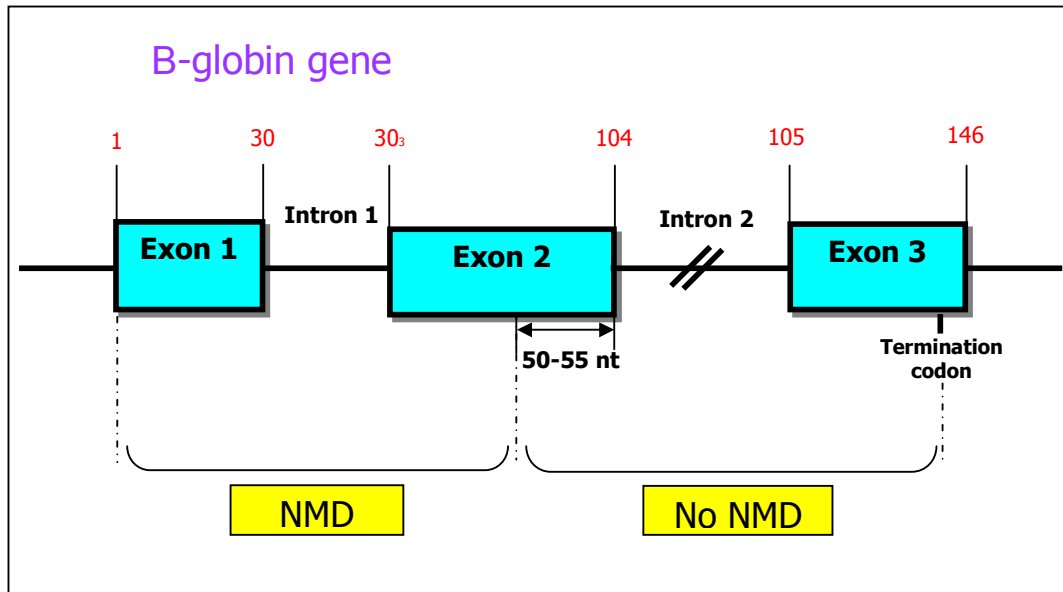 B-globin gene
1 30 30₃ 104 105 146
Intron 1 Intron 2
Exon 1 Exon 2 Exon 3
50-55 nt
Termination
codon
NMD No NMD